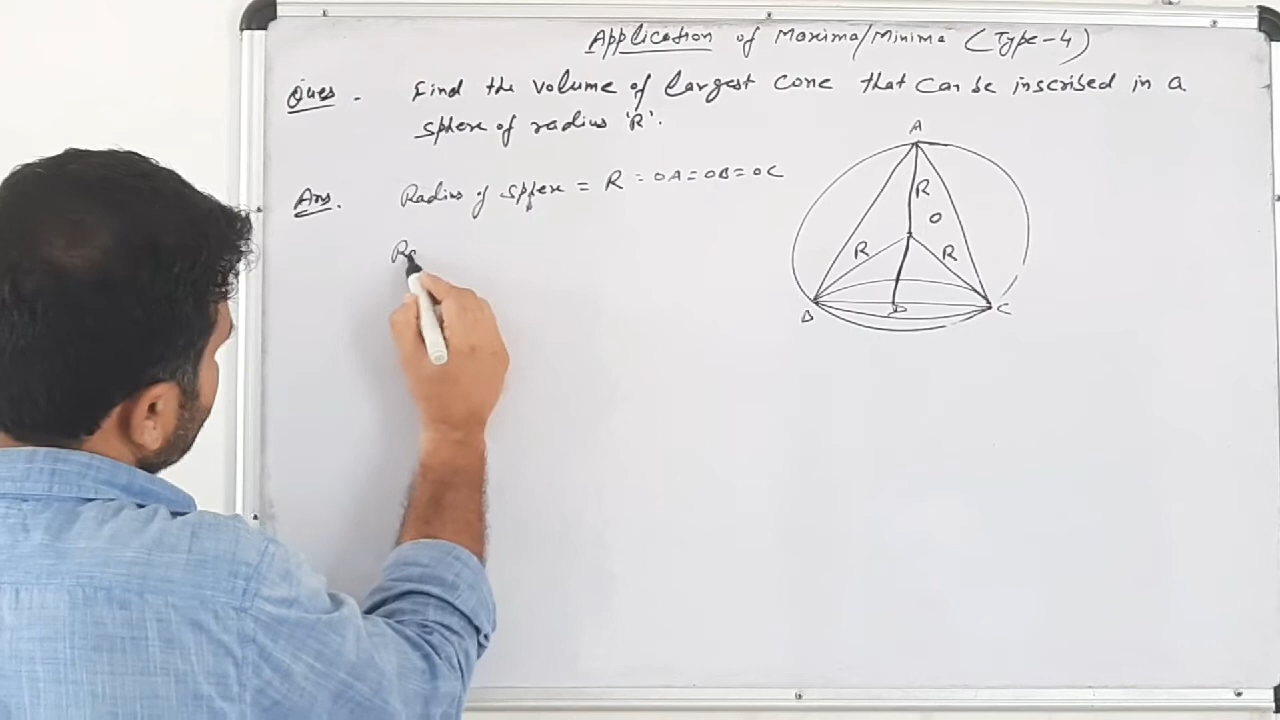 Application of Maxima/Minima (Type-4)
Ques. Find the volume of largest cone that can be inscribed in a
sphere of radius 'R'.
Ans. Radius of sphere = R = OA = OB = OC
Ra
A
R
O
R
R
B
D
C